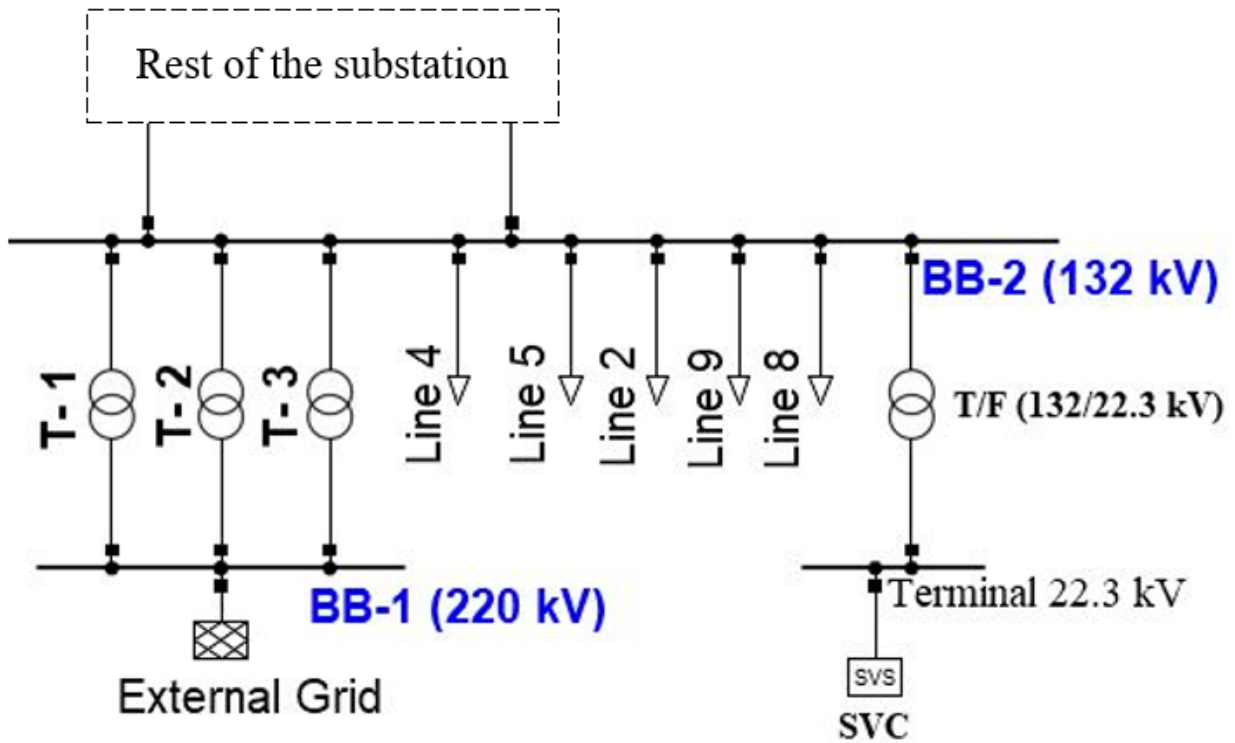 Rest of the substation
BB-2 (132 kV)
T- 1
T- 2
T- 3
Line 4
Line 5
Line 2
Line 9
Line 8
T/F (132/22.3 kV)
BB-1 (220 kV)
Terminal 22.3 kV
External Grid
SVS
SVC